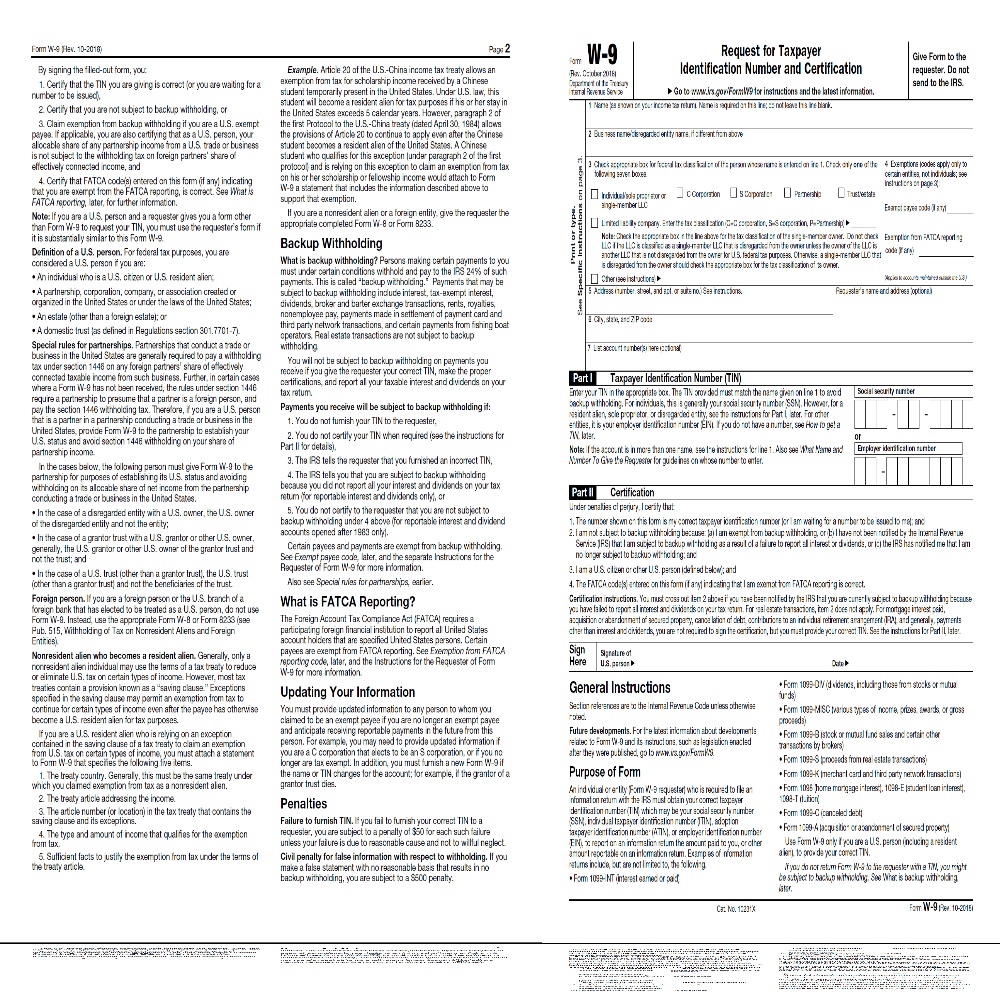 Form W-9 (Rev. 10-2018)
Page 2
By signing the filled-out form, you:
1. Certify that the TIN you are giving is correct (or you are waiting for a
number to be issued),
2. Certify that you are not subject to backup withholding, or
3. Claim exemption from backup withholding if you are a U.S. exempt
payee. If applicable, you are also certifying that as a U.S. person, your
allocable share of any partnership income from a U.S. trade or business
is not subject to the withholding tax on foreign partners' share of
effectively connected income, and
4. Certify that FATCA code(s) entered on this form (if any) indicating
that you are exempt from the FATCA reporting, is correct. See What is
FATCA reporting, later, for further information.
Note: If you are a U.S. person and a requester gives you a form other
than Form W-9 to request your TIN, you must use the requester's form if
it is substantially similar to this Form W-9.
Definition of a U.S. person. For federal tax purposes, you are
considered a U.S. person if you are:
• An individual who is a U.S. citizen or U.S. resident alien;
• A partnership, corporation, company, or association created or
organized in the United States or under the laws of the United States;
• An estate (other than a foreign estate); or
• A domestic trust (as defined in Regulations section 301.7701-7).
Special rules for partnerships. Partnerships that conduct a trade or
business in the United States are generally required to pay a withholding
tax under section 1446 on any foreign partners' share of effectively
connected taxable income from such business. Further, in certain cases
where a Form W-9 has not been received, the rules under section 1446
require a partnership to presume that a partner is a foreign person, and
pay the section 1446 withholding tax. Therefore, if you are a U.S. person
that is a partner in a partnership conducting a trade or business in the
United States, provide Form W-9 to the partnership to establish your
U.S. status and avoid section 1446 withholding on your share of
partnership income.
In the cases below, the following person must give Form W-9 to the
partnership for purposes of establishing its U.S. status and avoiding
withholding on its allocable share of net income from the partnership
conducting a trade or business in the United States.
• In the case of a disregarded entity with a U.S. owner, the U.S. owner
of the disregarded entity and not the entity;
• In the case of a grantor trust with a U.S. grantor or other U.S. owner,
generally, the U.S. grantor or other U.S. owner of the grantor trust and
not the trust; and
• In the case of a U.S. trust (other than a grantor trust), the U.S. trust
(other than a grantor trust) and not the beneficiaries of the trust.
Foreign person. If you are a foreign person or the U.S. branch of a
foreign bank that has elected to be treated as a U.S. person, do not use
Form W-9. Instead, use the appropriate Form W-8 or Form 8233 (see
Pub. 515, Withholding of Tax on Nonresident Aliens and Foreign
Entities).
Nonresident alien who becomes a resident alien. Generally, only a
nonresident alien individual may use the terms of a tax treaty to reduce
or eliminate U.S. tax on certain types of income. However, most tax
treaties contain a provision known as a "saving clause." Exceptions
specified in the saving clause may permit an exemption from tax to
continue for certain types of income even after the payee has otherwise
become a U.S. resident alien for tax purposes.
If you are a U.S. resident alien who is relying on an exception
contained in the saving clause of a tax treaty to claim an exemption
from U.S. tax on certain types of income, you must attach a statement
to Form W-9 that specifies the following five items.
1. The treaty country. Generally, this must be the same treaty under
which you claimed exemption from tax as a nonresident alien.
2. The treaty article addressing the income.
3. The article number (or location) in the tax treaty that contains the
saving clause and its exceptions.
4. The type and amount of income that qualifies for the exemption
from tax.
5. Sufficient facts to justify the exemption from tax under the terms of
the treaty article.
Example. Article 20 of the U.S.-China income tax treaty allows an
exemption from tax for scholarship income received by a Chinese
student temporarily present in the United States. Under U.S. law, this
student will become a resident alien for tax purposes if his or her stay in
the United States exceeds 5 calendar years. However, paragraph 2 of
the first Protocol to the U.S.-China treaty (dated April 30, 1984) allows
the provisions of Article 20 to continue to apply even after the Chinese
student becomes a resident alien of the United States. A Chinese
student who qualifies for this exception (under paragraph 2 of the first
protocol) and is relying on this exception to claim an exemption from tax
on his or her scholarship or fellowship income would attach to Form
W-9 a statement that includes the information described above to
support that exemption.
If you are a nonresident alien or a foreign entity, give the requester the
appropriate completed Form W-8 or Form 8233.
Backup Withholding
What is backup withholding? Persons making certain payments to you
must under certain conditions withhold and pay to the IRS 24% of such
payments. This is called "backup withholding." Payments that may be
subject to backup withholding include interest, tax-exempt interest,
dividends, broker and barter exchange transactions, rents, royalties,
nonemployee pay, payments made in settlement of payment card and
third party network transactions, and certain payments from fishing boat
operators. Real estate transactions are not subject to backup
withholding.
You will not be subject to backup withholding on payments you
receive if you give the requester your correct TIN, make the proper
certifications, and report all your taxable interest and dividends on your
tax return.
Payments you receive will be subject to backup withholding if:
1. You do not furnish your TIN to the requester,
2. You do not certify your TIN when required (see the instructions for
Part II for details),
3. The IRS tells the requester that you furnished an incorrect TIN,
4. The IRS tells you that you are subject to backup withholding
because you did not report all your interest and dividends on your tax
return (for reportable interest and dividends only), or
5. You do not certify to the requester that you are not subject to
backup withholding under 4 above (for reportable interest and dividend
accounts opened after 1983 only).
Certain payees and payments are exempt from backup withholding.
See Exempt payee code, later, and the separate Instructions for the
Requester of Form W-9 for more information.
Also see Special rules for partnerships, earlier.
What is FATCA Reporting?
The Foreign Account Tax Compliance Act (FATCA) requires a
participating foreign financial institution to report all United States
account holders that are specified United States persons. Certain
payees are exempt from FATCA reporting. See Exemption from FATCA
reporting code, later, and the Instructions for the Requester of Form
W-9 for more information.
Updating Your Information
You must provide updated information to any person to whom you
claimed to be an exempt payee if you are no longer an exempt payee
and anticipate receiving reportable payments in the future from this
person. For example, you may need to provide updated information if
you are a C corporation that elects to be an S corporation, or if you no
longer are tax exempt. In addition, you must furnish a new Form W-9 if
the name or TIN changes for the account; for example, if the grantor of a
grantor trust dies.
Penalties
Failure to furnish TIN. If you fail to furnish your correct TIN to a
requester, you are subject to a penalty of $50 for each such failure
unless your failure is due to reasonable cause and not to willful neglect.
Civil penalty for false information with respect to withholding. If you
make a false statement with no reasonable basis that results in no
backup withholding, you are subject to a $500 penalty.
Form W-9
(Rev. October 2018)
Department of the Treasury
Internal Revenue Service
Request for Taxpayer
Identification Number and Certification
▶ Go to www.irs.gov/FormW9 for instructions and the latest information.
Give Form to the
requester. Do not
send to the IRS.
Print or type.
See Specific Instructions on page 3.
1 Name (as shown on your income tax return). Name is required on this line; do not leave this line blank.
2 Business name/disregarded entity name, if different from above
3 Check appropriate box for federal tax classification of the person whose name is entered on line 1. Check only one of the
following seven boxes.
Individual/sole proprietor or
single-member LLC
C Corporation
S Corporation
Partnership
Trust/estate
Limited liability company. Enter the tax classification (C=C corporation, S=S corporation, P=Partnership) ▶
Note: Check the appropriate box in the line above for the tax classification of the single-member owner. Do not check
LLC if the LLC is classified as a single-member LLC that is disregarded from the owner unless the owner of the LLC is
another LLC that is not disregarded from the owner for U.S. federal tax purposes. Otherwise, a single-member LLC that
is disregarded from the owner should check the appropriate box for the tax classification of its owner.
Other (see instructions) ▶
4 Exemptions (codes apply only to
certain entities, not individuals; see
instructions on page 3):
Exempt payee code (if any)
Exemption from FATCA reporting
code (if any)
(Applies to accounts maintained outside the U.S.)
5 Address (number, street, and apt. or suite no.) See instructions.
Requester's name and address (optional)
6 City, state, and ZIP code
7 List account number(s) here (optional)
Part I Taxpayer Identification Number (TIN)
Enter your TIN in the appropriate box. The TIN provided must match the name given on line 1 to avoid
backup withholding. For individuals, this is generally your social security number (SSN). However, for a
resident alien, sole proprietor, or disregarded entity, see the instructions for Part I, later. For other
entities, it is your employer identification number (EIN). If you do not have a number, see How to get a
TIN, later.
Note: If the account is in more than one name, see the instructions for line 1. Also see What Name and
Number To Give the Requester for guidelines on whose number to enter.
Social security number
– –
or
Employer identification number
–
Part II Certification
Under penalties of perjury, I certify that:
1. The number shown on this form is my correct taxpayer identification number (or I am waiting for a number to be issued to me); and
2. I am not subject to backup withholding because: (a) I am exempt from backup withholding, or (b) I have not been notified by the Internal Revenue
Service (IRS) that I am subject to backup withholding as a result of a failure to report all interest or dividends, or (c) the IRS has notified me that I am
no longer subject to backup withholding; and
3. I am a U.S. citizen or other U.S. person (defined below); and
4. The FATCA code(s) entered on this form (if any) indicating that I am exempt from FATCA reporting is correct.
Certification instructions. You must cross out item 2 above if you have been notified by the IRS that you are currently subject to backup withholding because
you have failed to report all interest and dividends on your tax return. For real estate transactions, item 2 does not apply. For mortgage interest paid,
acquisition or abandonment of secured property, cancellation of debt, contributions to an individual retirement arrangement (IRA), and generally, payments
other than interest and dividends, you are not required to sign the certification, but you must provide your correct TIN. See the instructions for Part II, later.
Sign
Here
Signature of
U.S. person ▶
Date ▶
General Instructions
Section references are to the Internal Revenue Code unless otherwise
noted.
Future developments. For the latest information about developments
related to Form W-9 and its instructions, such as legislation enacted
after they were published, go to www.irs.gov/FormW9.
Purpose of Form
An individual or entity (Form W-9 requester) who is required to file an
information return with the IRS must obtain your correct taxpayer
identification number (TIN) which may be your social security number
(SSN), individual taxpayer identification number (ITIN), adoption
taxpayer identification number (ATIN), or employer identification number
(EIN), to report on an information return the amount paid to you, or other
amount reportable on an information return. Examples of information
returns include, but are not limited to, the following.
• Form 1099-INT (interest earned or paid)
• Form 1099-DIV (dividends, including those from stocks or mutual
funds)
• Form 1099-MISC (various types of income, prizes, awards, or gross
proceeds)
• Form 1099-B (stock or mutual fund sales and certain other
transactions by brokers)
• Form 1099-S (proceeds from real estate transactions)
• Form 1099-K (merchant card and third party network transactions)
• Form 1098 (home mortgage interest), 1098-E (student loan interest),
1098-T (tuition)
• Form 1099-C (canceled debt)
• Form 1099-A (acquisition or abandonment of secured property)
Use Form W-9 only if you are a U.S. person (including a resident
alien), to provide your correct TIN.
If you do not return Form W-9 to the requester with a TIN, you might
be subject to backup withholding. See What is backup withholding,
later.
Cat. No. 10231X
Form W-9 (Rev. 10-2018)